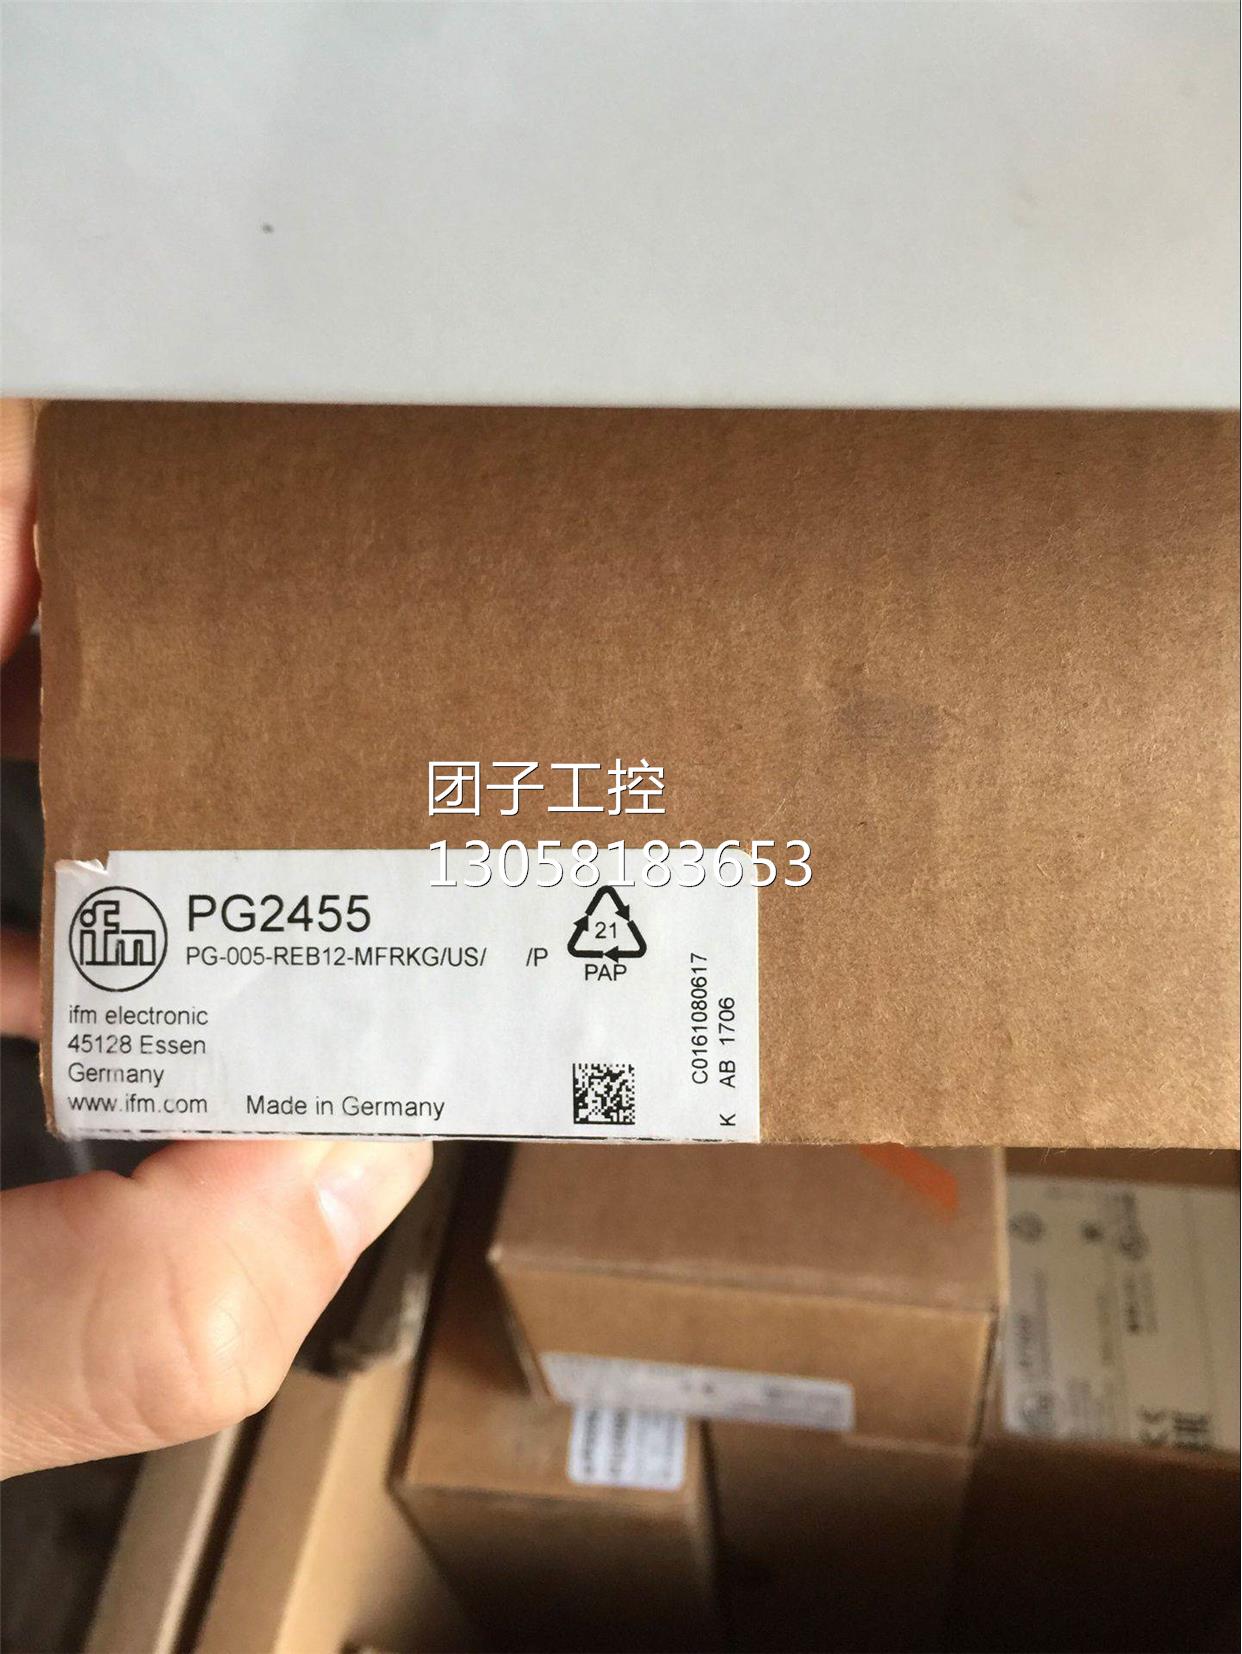 团子工控
13058183653
ifm
PG2455
PG-005-REB12-MFRKG/US/ /P
21
PAP
ifm electronic
45128 Essen
Germany
www.ifm.com
Made in Germany
C0161080617
K AB 1706